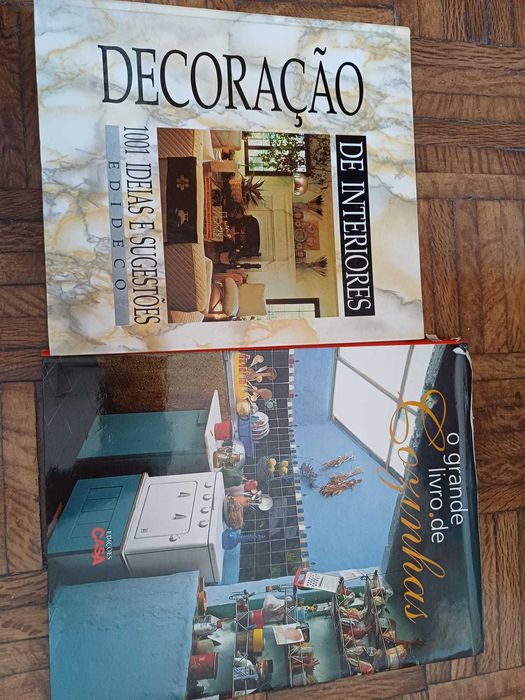 DECORAÇÃO
DE INTERIORES
1001 IDEIAS E SUGESTÕES
EDIDECO
o grande
livro de
Cozinhas
EDIÇÕES
CASA